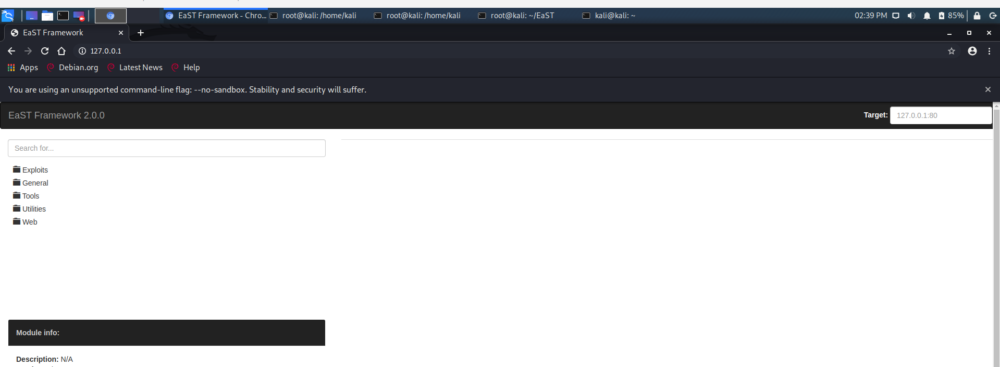 EaST Framework - Chro... root@kali: /home/kali root@kali: /home/kali root@kali: ~/EaST kali@kali: ~ 02:39 PM 85%
EaST Framework
127.0.0.1
Apps Debian.org Latest News Help
You are using an unsupported command-line flag: --no-sandbox. Stability and security will suffer.
EaST Framework 2.0.0 Target: 127.0.0.1:80
Search for...
Exploits
General
Tools
Utilities
Web
Module info:
Description: N/A